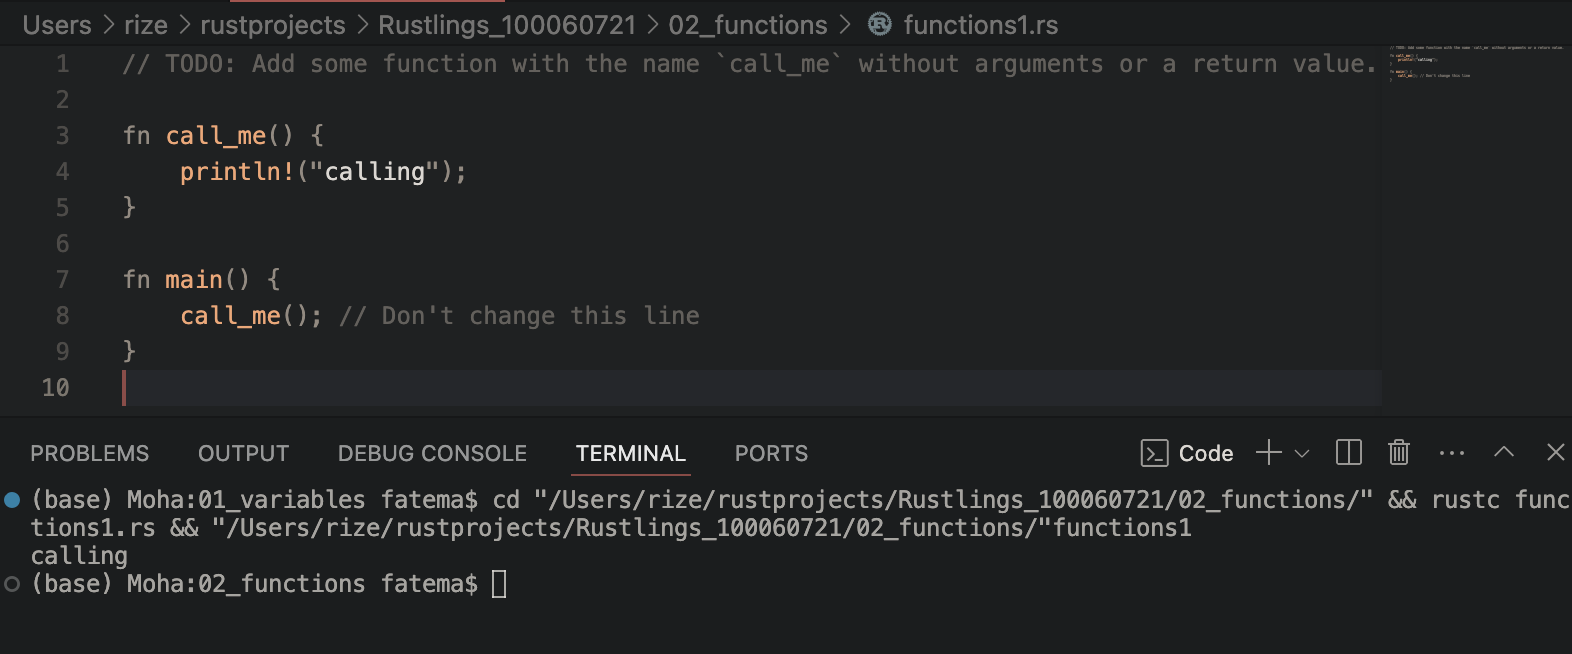 Users > rize > rustprojects > Rustlings_100060721 > 02_functions > functions1.rs
1 // TODO: Add some function with the name `call_me` without arguments or a return value.
2
3 fn call_me() {
4     println!("calling");
5 }
6
7 fn main() {
8     call_me(); // Don't change this line
9 }
10
PROBLEMS OUTPUT DEBUG CONSOLE TERMINAL PORTS Code
(base) Moha:01_variables fatema$ cd "/Users/rize/rustprojects/Rustlings_100060721/02_functions/" && rustc func
tions1.rs && "/Users/rize/rustprojects/Rustlings_100060721/02_functions/"functions1
calling
(base) Moha:02_functions fatema$